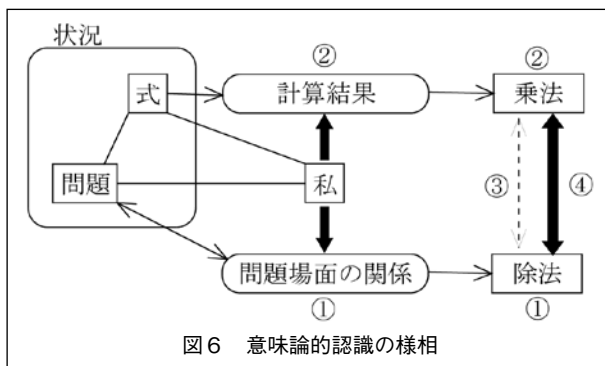 状況
② ②
式 計算結果 乗法
問題 私 ③ ④
問題場面の関係 除法
① ①
図6 意味論的認識の様相